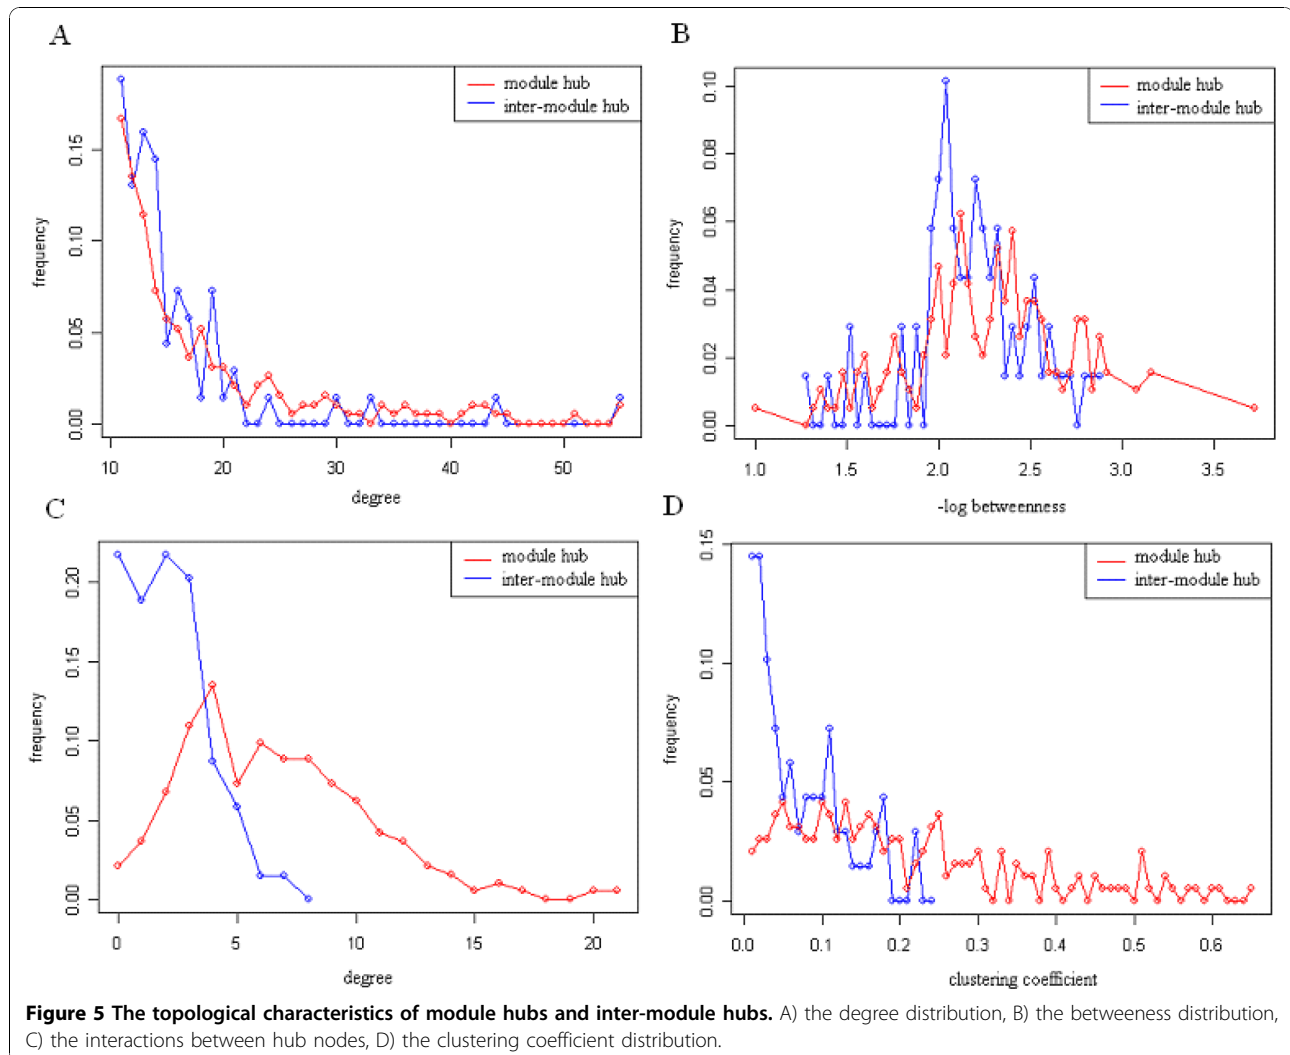 A
module hub
inter-module hub
frequency
0.00 0.05 0.10 0.15
10 20 30 40 50
degree
B
module hub
inter-module hub
frequency
0.00 0.02 0.04 0.06 0.08 0.10
1.0 1.5 2.0 2.5 3.0 3.5
-log betweenness
C
module hub
inter-module hub
frequency
0.00 0.05 0.10 0.15 0.20
0 5 10 15 20
degree
D
module hub
inter-module hub
frequency
0.00 0.05 0.10 0.15
0.0 0.1 0.2 0.3 0.4 0.5 0.6
clustering coefficient
Figure 5 The topological characteristics of module hubs and inter-module hubs. A) the degree distribution, B) the betweeness distribution,
C) the interactions between hub nodes, D) the clustering coefficient distribution.